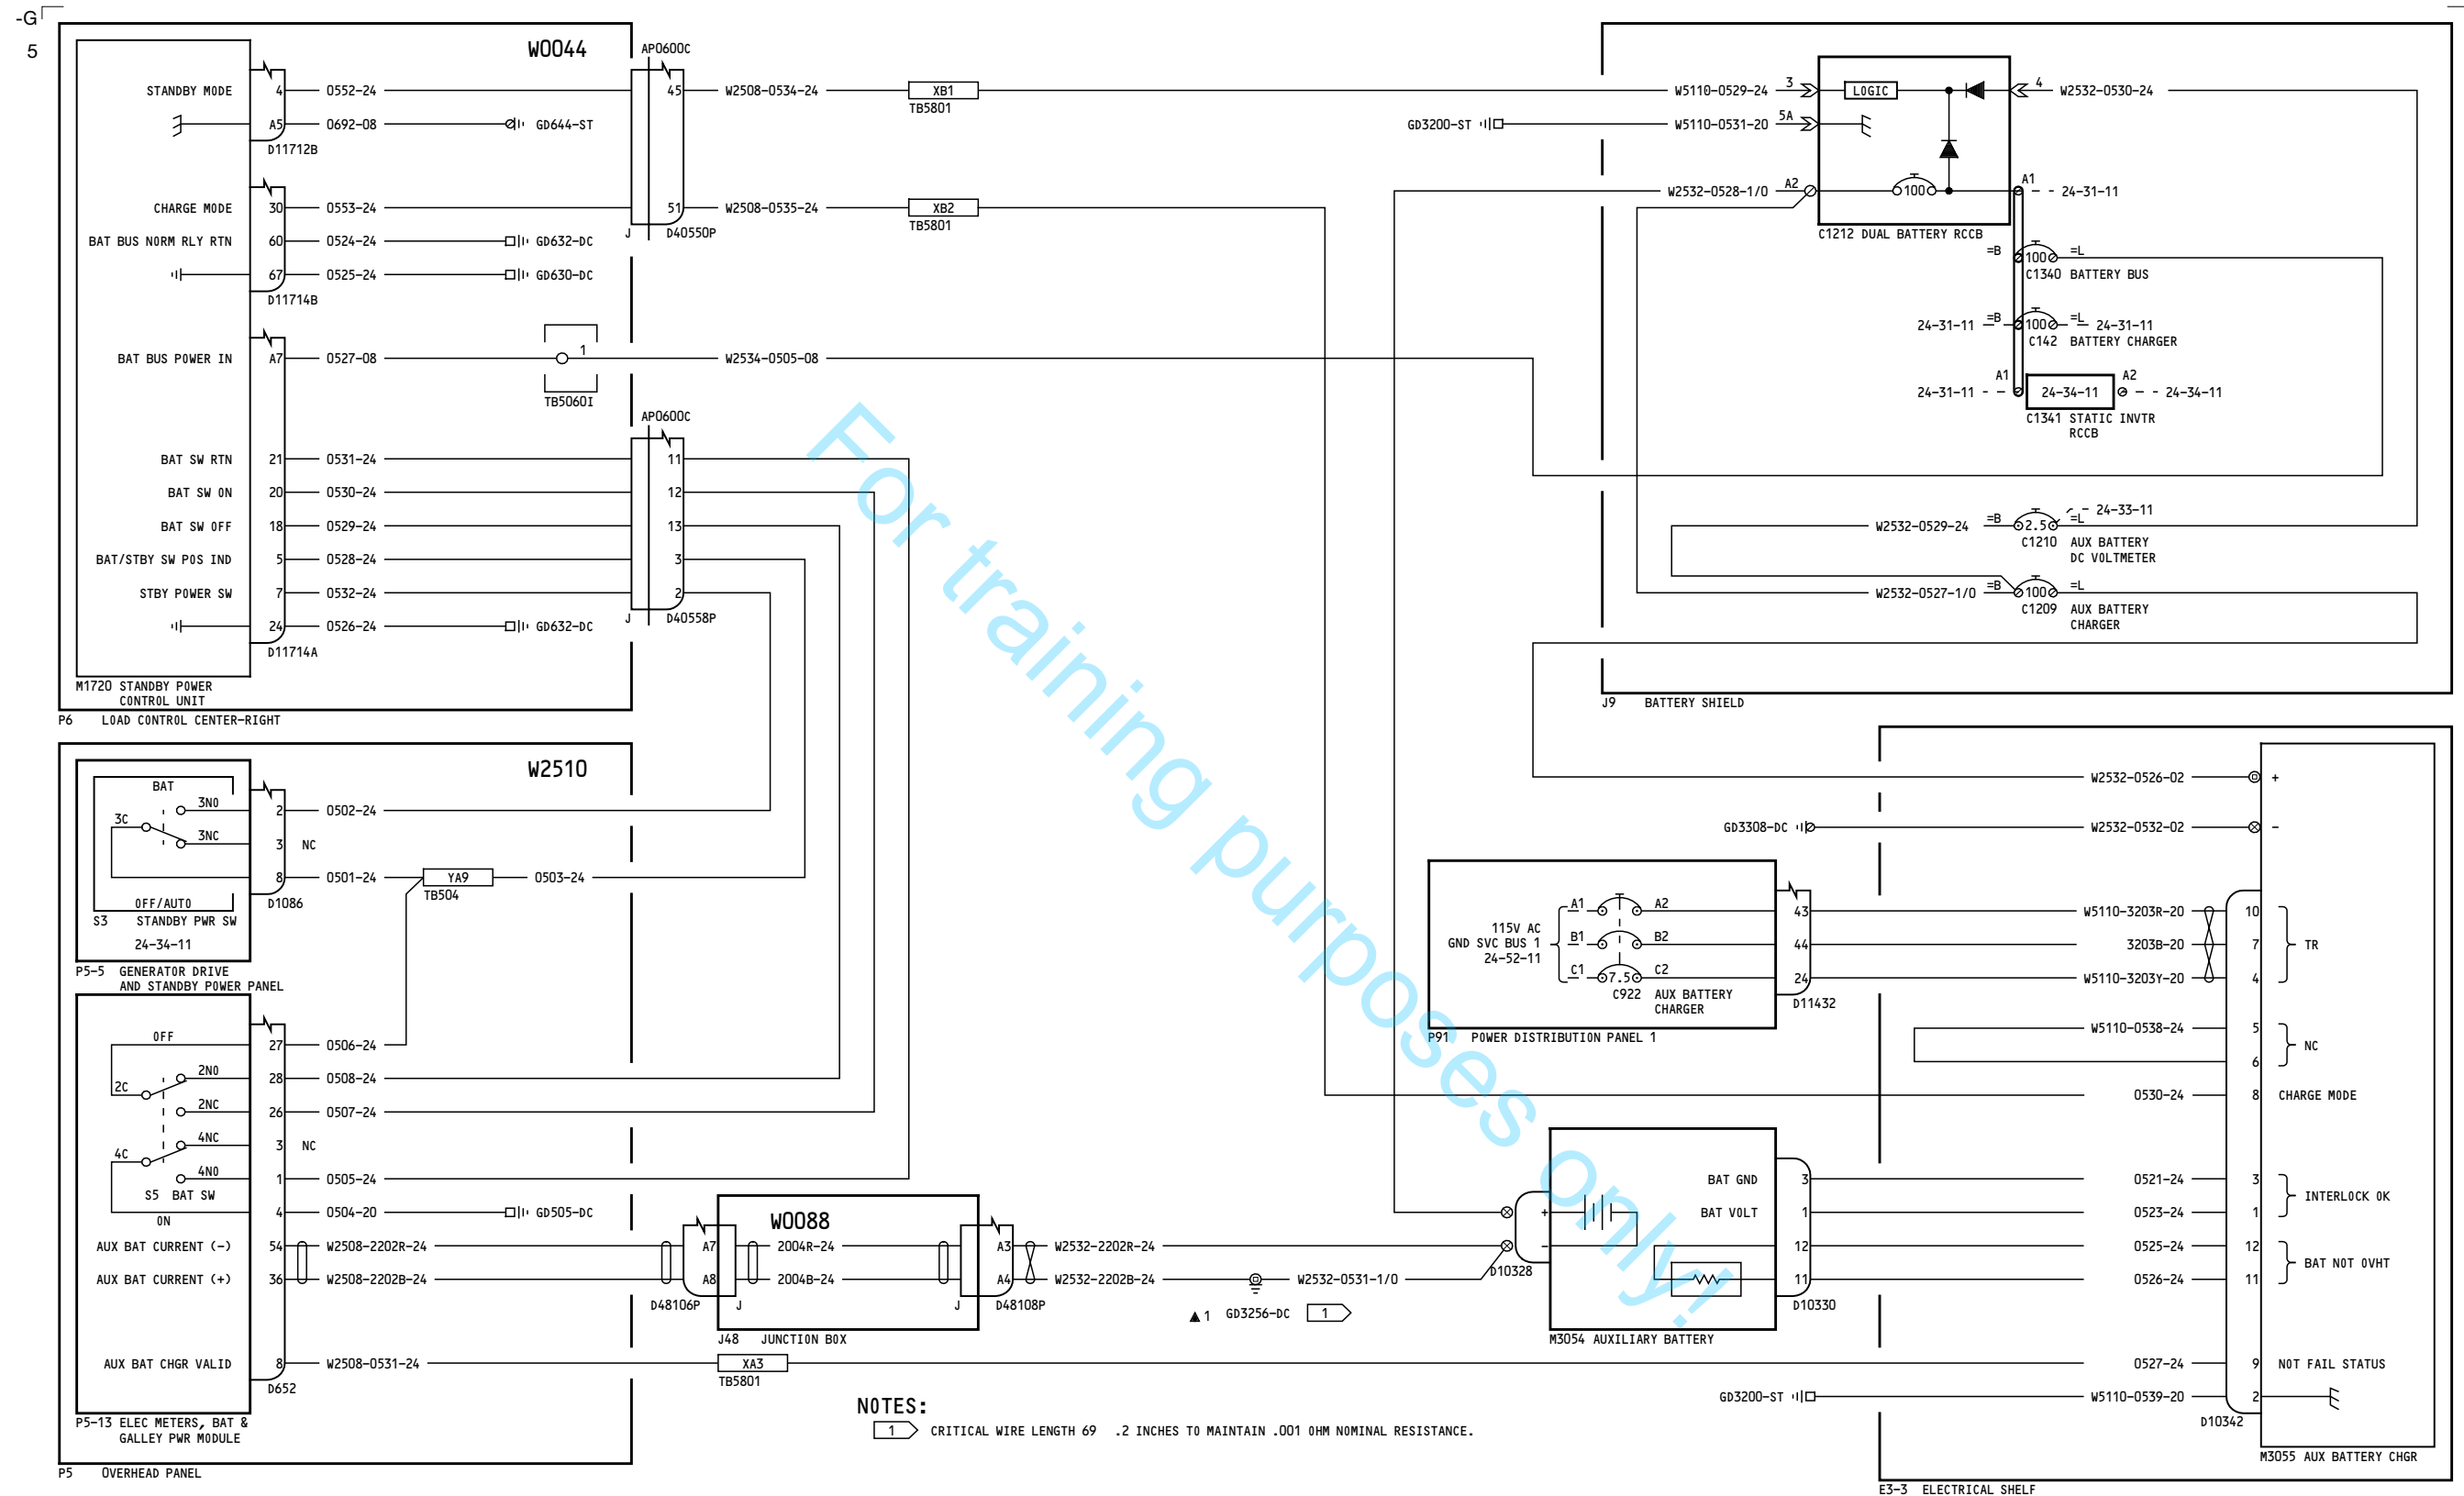 -G
5
W0044
AP0600C
STANDBY MODE
4
0552-24
45
W2508-0534-24
XB1
TB5801
A5
0692-08
GD644-ST
D11712B
CHARGE MODE
30
0553-24
51
W2508-0535-24
XB2
TB5801
J
D40550P
BAT BUS NORM RLY RTN
60
0524-24
GD632-DC
67
0525-24
GD630-DC
D11714B
BAT BUS POWER IN
A7
0527-08
1
TB5060I
W2534-0505-08
AP0600C
BAT SW RTN
21
0531-24
11
BAT SW ON
20
0530-24
12
BAT SW OFF
18
0529-24
13
BAT/STBY SW POS IND
5
0528-24
3
STBY POWER SW
7
0532-24
2
J
D40558P
24
0526-24
GD632-DC
D11714A
M1720 STANDBY POWER
CONTROL UNIT
P6 LOAD CONTROL CENTER-RIGHT
W5110-0529-24
3
LOGIC
4
W2532-0530-24
GD3200-ST
W5110-0531-20
5A
W2532-0528-1/0
A2
100
A1
24-31-11
C1212 DUAL BATTERY RCCB
=B
100
=L
C1340 BATTERY BUS
24-31-11
=B
100
=L
24-31-11
C142 BATTERY CHARGER
24-31-11
A1
24-34-11
A2
24-34-11
C1341 STATIC INVTR
RCCB
W2532-0529-24
=B
2.5
=L
24-33-11
C1210 AUX BATTERY
DC VOLTMETER
W2532-0527-1/0
=B
100
=L
C1209 AUX BATTERY
CHARGER
J9 BATTERY SHIELD
W2510
BAT
3NO
3C
3NC
2
0502-24
3
NC
8
0501-24
YA9
TB504
0503-24
OFF/AUTO
D1086
S3 STANDBY PWR SW
24-34-11
P5-5 GENERATOR DRIVE
AND STANDBY POWER PANEL
OFF
27
0506-24
2NO
2C
28
0508-24
2NC
26
0507-24
4NC
4C
3
NC
4NO
1
0505-24
S5 BAT SW
ON
4
0504-20
GD505-DC
AUX BAT CURRENT (-)
54
W2508-2202R-24
AUX BAT CURRENT (+)
36
W2508-2202B-24
D48106P
A7
A8
J
W0088
2004R-24
2004B-24
J
A3
A4
D48108P
J48 JUNCTION BOX
W2532-2202R-24
W2532-2202B-24
W2532-0531-1/0
▲1 GD3256-DC
1
AUX BAT CHGR VALID
8
W2508-0531-24
XA3
TB5801
D652
P5-13 ELEC METERS, BAT &
GALLEY PWR MODULE
P5 OVERHEAD PANEL
NOTES:
1 CRITICAL WIRE LENGTH 69 .2 INCHES TO MAINTAIN .001 OHM NOMINAL RESISTANCE.
W2532-0526-02
+
GD3308-DC
W2532-0532-02
-
115V AC
GND SVC BUS 1
24-52-11
A1
A2
B1
B2
C1
7.5
C2
C922 AUX BATTERY
CHARGER
43
44
24
D11432
P91 POWER DISTRIBUTION PANEL 1
W5110-3203R-20
10
3203B-20
7
TR
W5110-3203Y-20
4
W5110-0538-24
5
NC
6
0530-24
8
CHARGE MODE
D10328
+
-
BAT GND
3
0521-24
3
INTERLOCK OK
BAT VOLT
1
0523-24
1
12
0525-24
12
BAT NOT OVHT
11
0526-24
11
D10330
M3054 AUXILIARY BATTERY
0527-24
9
NOT FAIL STATUS
GD3200-ST
W5110-0539-20
2
D10342
M3055 AUX BATTERY CHGR
E3-3 ELECTRICAL SHELF
For training purposes only!